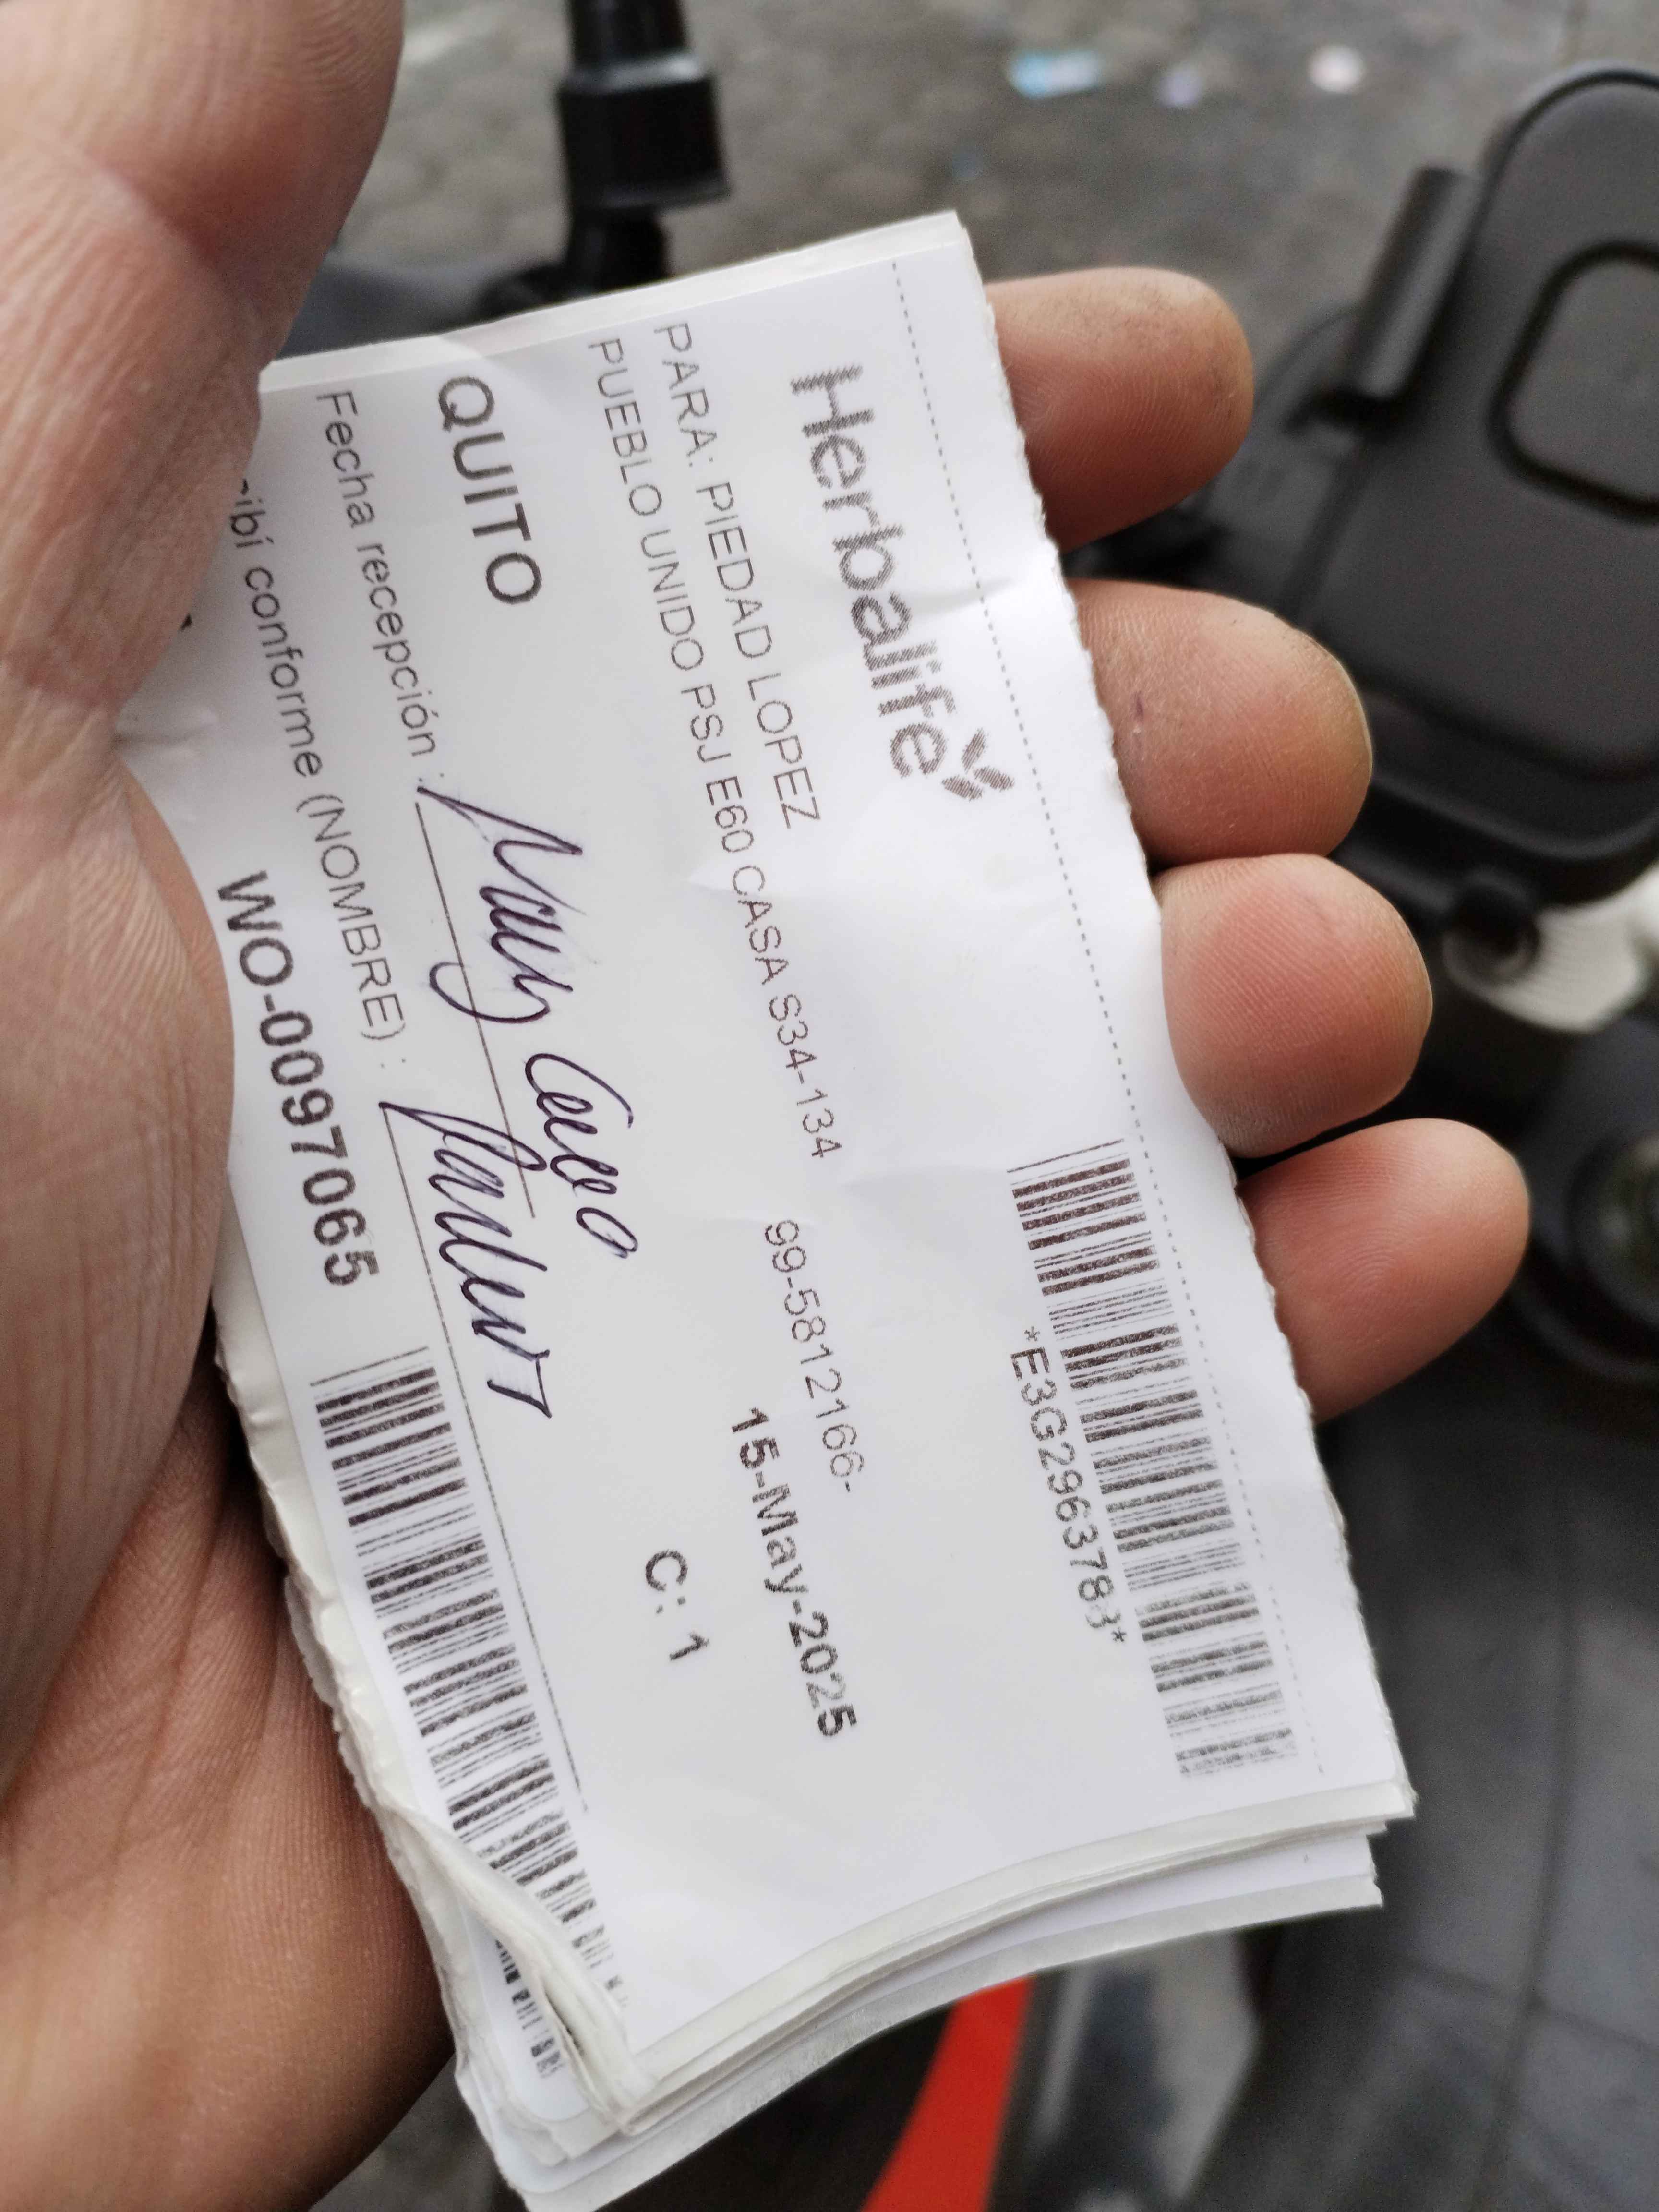 Herbalife
*E3G2963783*
PARA: PIEDAD LOPEZ
PUEBLO UNIDO PSJ E60 CASA S34-134 99-5812166-
15-May-2025
QUITO
C: 1
Fecha recepción :
ibí conforme (NOMBRE) :
WO-0097065